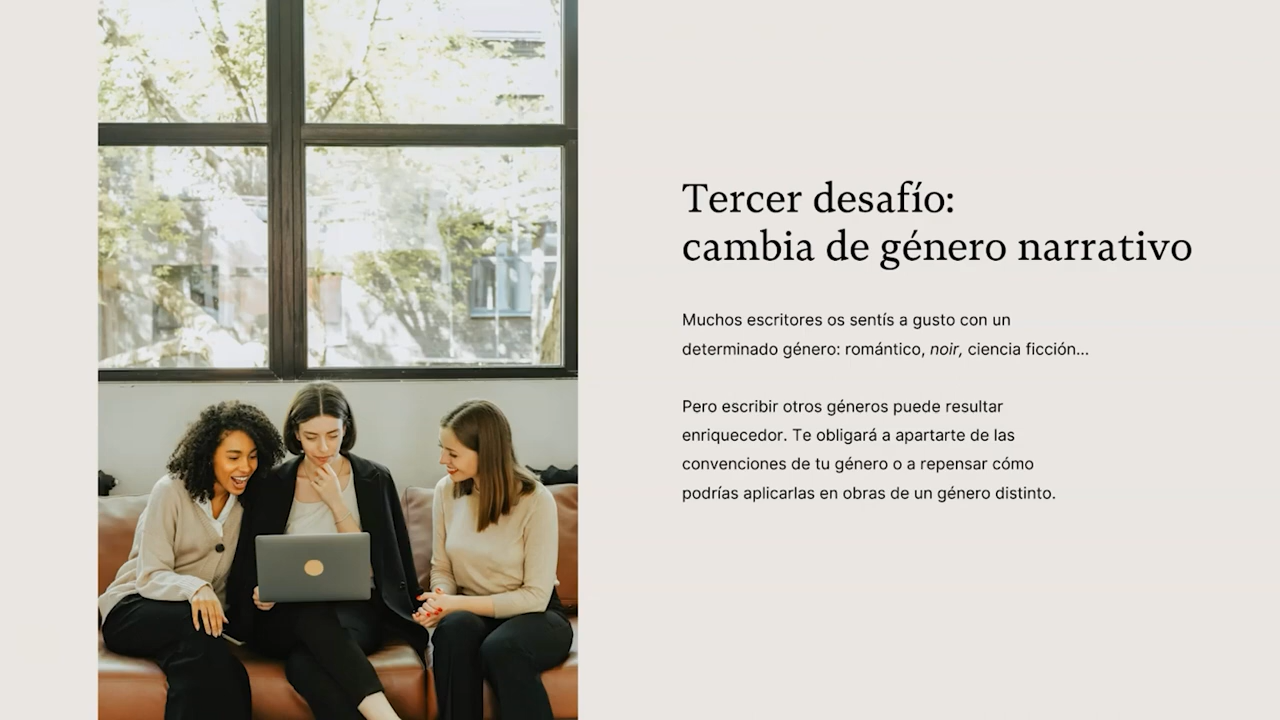 Tercer desafío:
cambia de género narrativo
Muchos escritores os sentís a gusto con un
determinado género: romántico, noir, ciencia ficción...
Pero escribir otros géneros puede resultar
enriquecedor. Te obligará a apartarte de las
convenciones de tu género o a repensar cómo
podrías aplicarlas en obras de un género distinto.